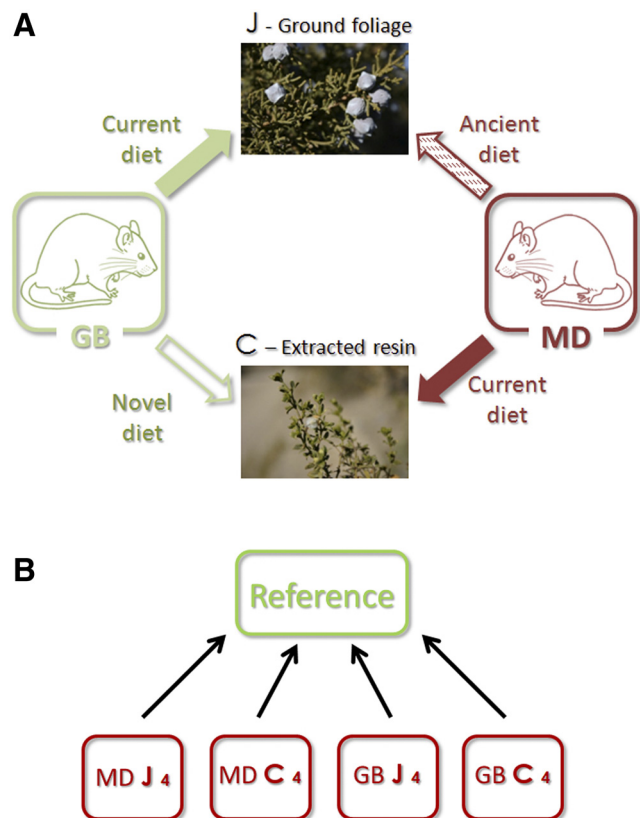 A
J - Ground foliage
Current
diet
Ancient
diet
GB
MD
C – Extracted resin
Novel
diet
Current
diet
B
Reference
MD J 4
MD C 4
GB J 4
GB C 4